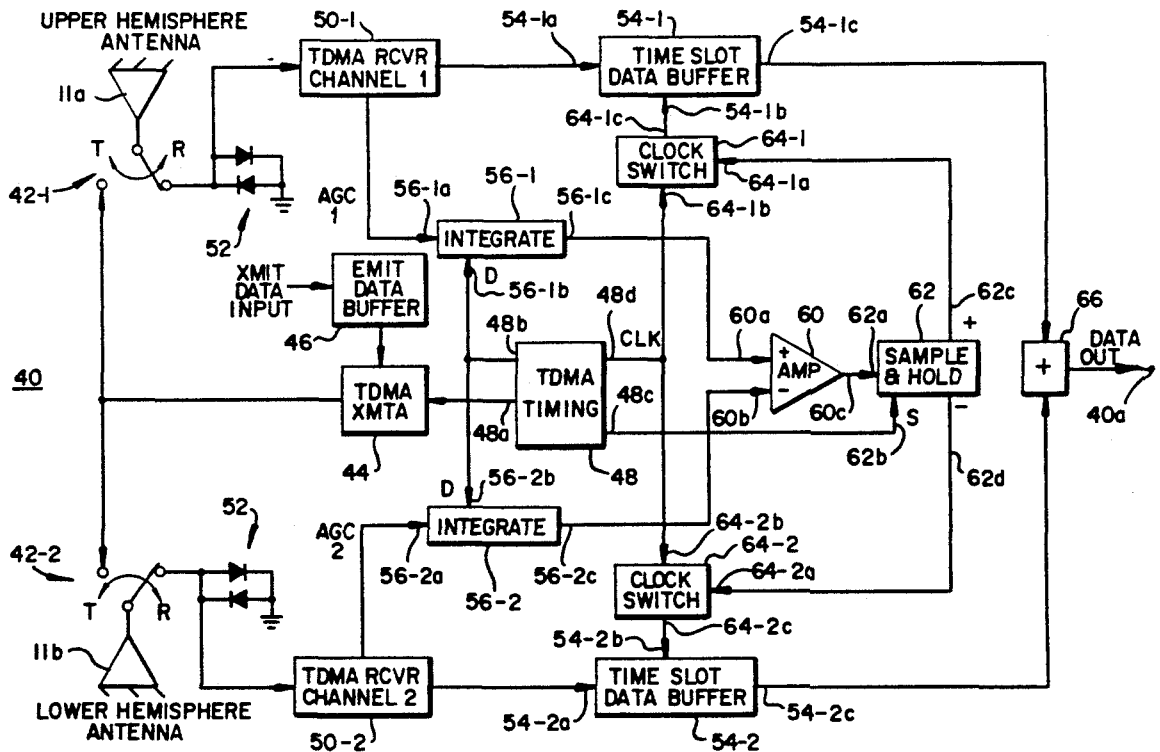 UPPER HEMISPHERE
ANTENNA
11a
T
R
42-1
52
50-1
TDMA RCVR
CHANNEL 1
54-1a
54-1
TIME SLOT
DATA BUFFER
54-1c
54-1b
64-1c
64-1
CLOCK
SWITCH
64-1a
64-1b
AGC
1
56-1a
56-1
INTEGRATE
56-1c
D
56-1b
XMIT
DATA
INPUT
EMIT
DATA
BUFFER
46
48b
48d
CLK
60a
60
+
AMP
-
60b
60c
62a
62
62c
+
SAMPLE
& HOLD
-
S
62b
62d
66
+
DATA
OUT
40a
40
TDMA
XMTA
44
48a
TDMA
TIMING
48c
48
D
56-2b
AGC
2
INTEGRATE
56-2a
56-2
56-2c
64-2b
64-2
CLOCK
SWITCH
64-2a
64-2c
54-2b
42-2
52
T
R
11b
LOWER HEMISPHERE
ANTENNA
TDMA RCVR
CHANNEL 2
50-2
54-2a
TIME SLOT
DATA BUFFER
54-2
54-2c